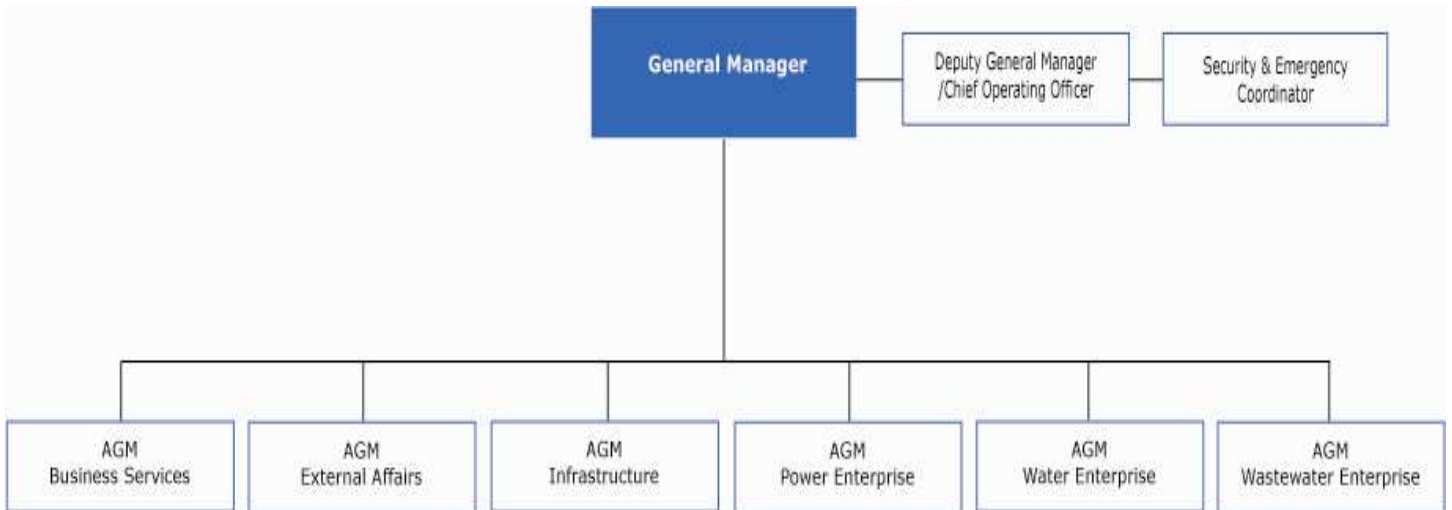 General Manager
Deputy General Manager
/Chief Operating Officer
Security & Emergency
Coordinator
AGM
Business Services
AGM
External Affairs
AGM
Infrastructure
AGM
Power Enterprise
AGM
Water Enterprise
AGM
Wastewater Enterprise